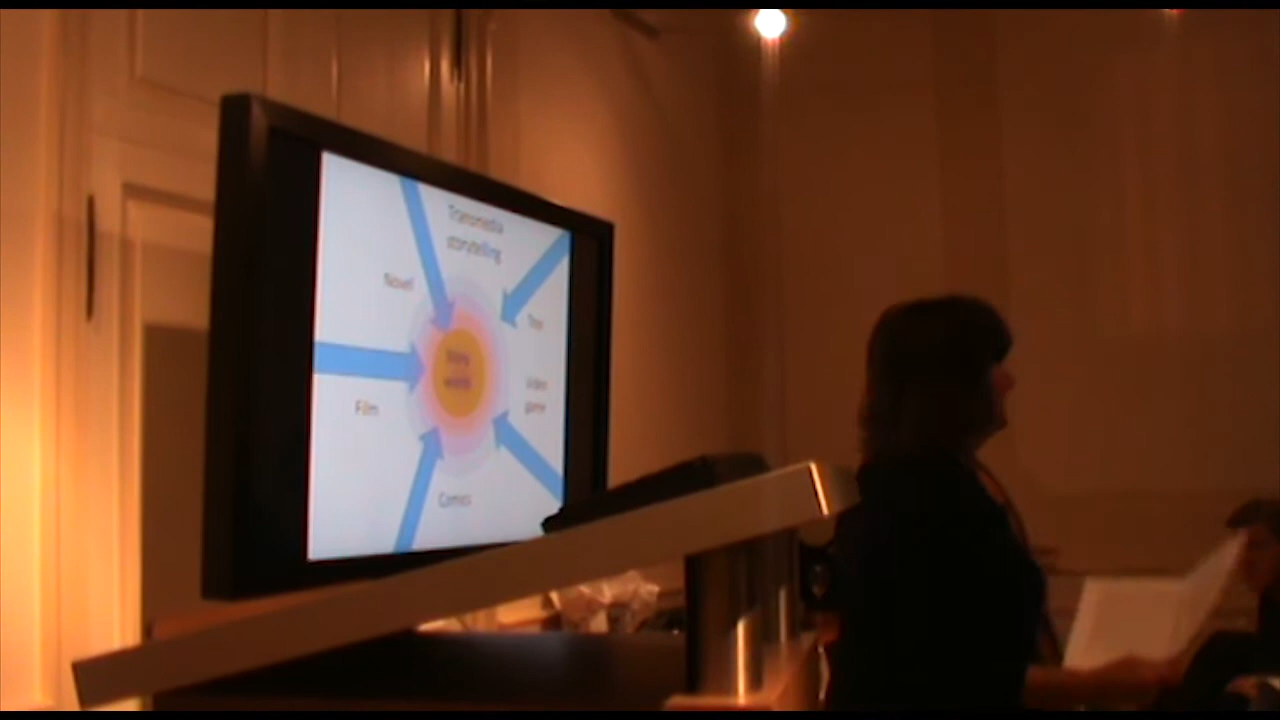 Transmedia
storytelling
Novel
Toys
Video
game
Film
Story
world
Comics